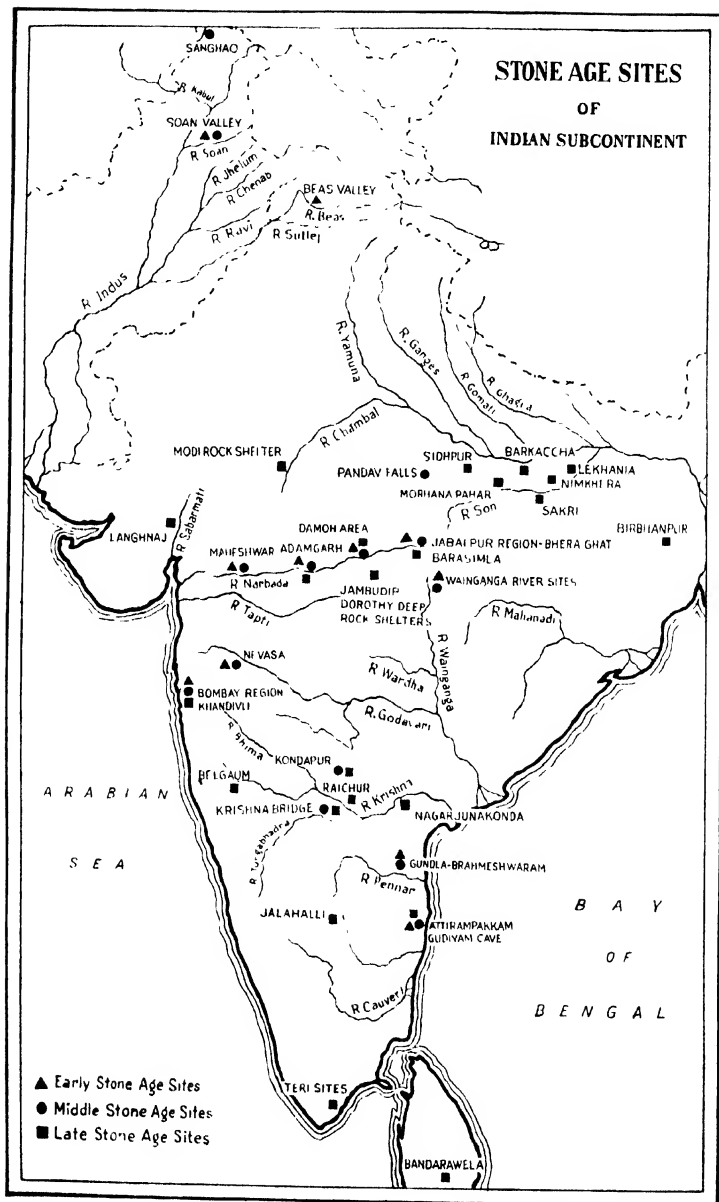 STONE AGE SITES
OF
INDIAN SUBCONTINENT
SANGHAO
R. Kabul
SOAN VALLEY
R. Soan
R. Jhelum
R. Chenab
BEAS VALLEY
R. Beas
R. Ravi
R. Sutlej
R. Indus
R. Yamuna
R. Ganges
R. Gomati
R. Ghagra
R. Chambal
MODI ROCK SHELTER
SIDHPUR
BARKACCHA
PANDAV FALLS
LEKHANIA
NIMKHERA
MORHANA PAHAR
SAKRI
R. Son
LANGHNAJ
R. Sabarmati
DAMOH AREA
BIRBHANPUR
MAHESHWAR
ADAMGARH
JABALPUR REGION-BHERA GHAT
BARASIMLA
R. Narbada
JAMBUDIP
DOROTHY DEEP
ROCK SHELTERS
WAINGANGA RIVER SITES
R. Tapti
R. Mahanadi
R. Wainganga
NEVASA
R. Wardha
BOMBAY REGION
KHANDIVLI
R. Godavari
R. Bhima
KONDAPUR
BELGAUM
RAICHUR
R. Krishna
KRISHNA BRIDGE
NAGARJUNAKONDA
ARABIAN
SEA
R. Tungabhadra
GUNDLA-BRAHMESHWARAM
R. Pennar
JALAHALLI
ATTIRAMPAKKAM
GUDIYAM CAVE
BAY
OF
BENGAL
R. Cauveri
Early Stone Age Sites
Middle Stone Age Sites
Late Stone Age Sites
TERI SITES
BANDARAWELA